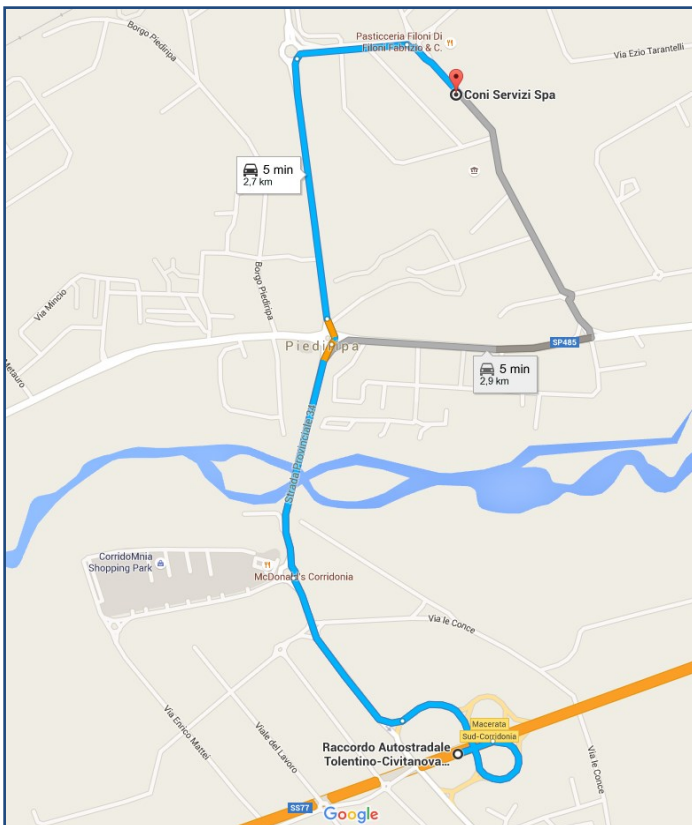 Borgo Piediripa
Pasticceria Filoni Di
Filoni Fabrizio & C.
Via Ezio Tarantelli
Coni Servizi Spa
5 min
2,7 km
Borgo Piediripa
Via Mincio
Metauro
Piediripa
SP485
5 min
2,9 km
Strada Provinciale 34
CorridoMnia
Shopping Park
McDonald's Corridonia
Via le Conce
Via Enrico Mattei
Viale del Lavoro
Macerata
Sud-Corridonia
Raccordo Autostradale
Tolentino-Civitanova...
Via le Conce
SS77
Google